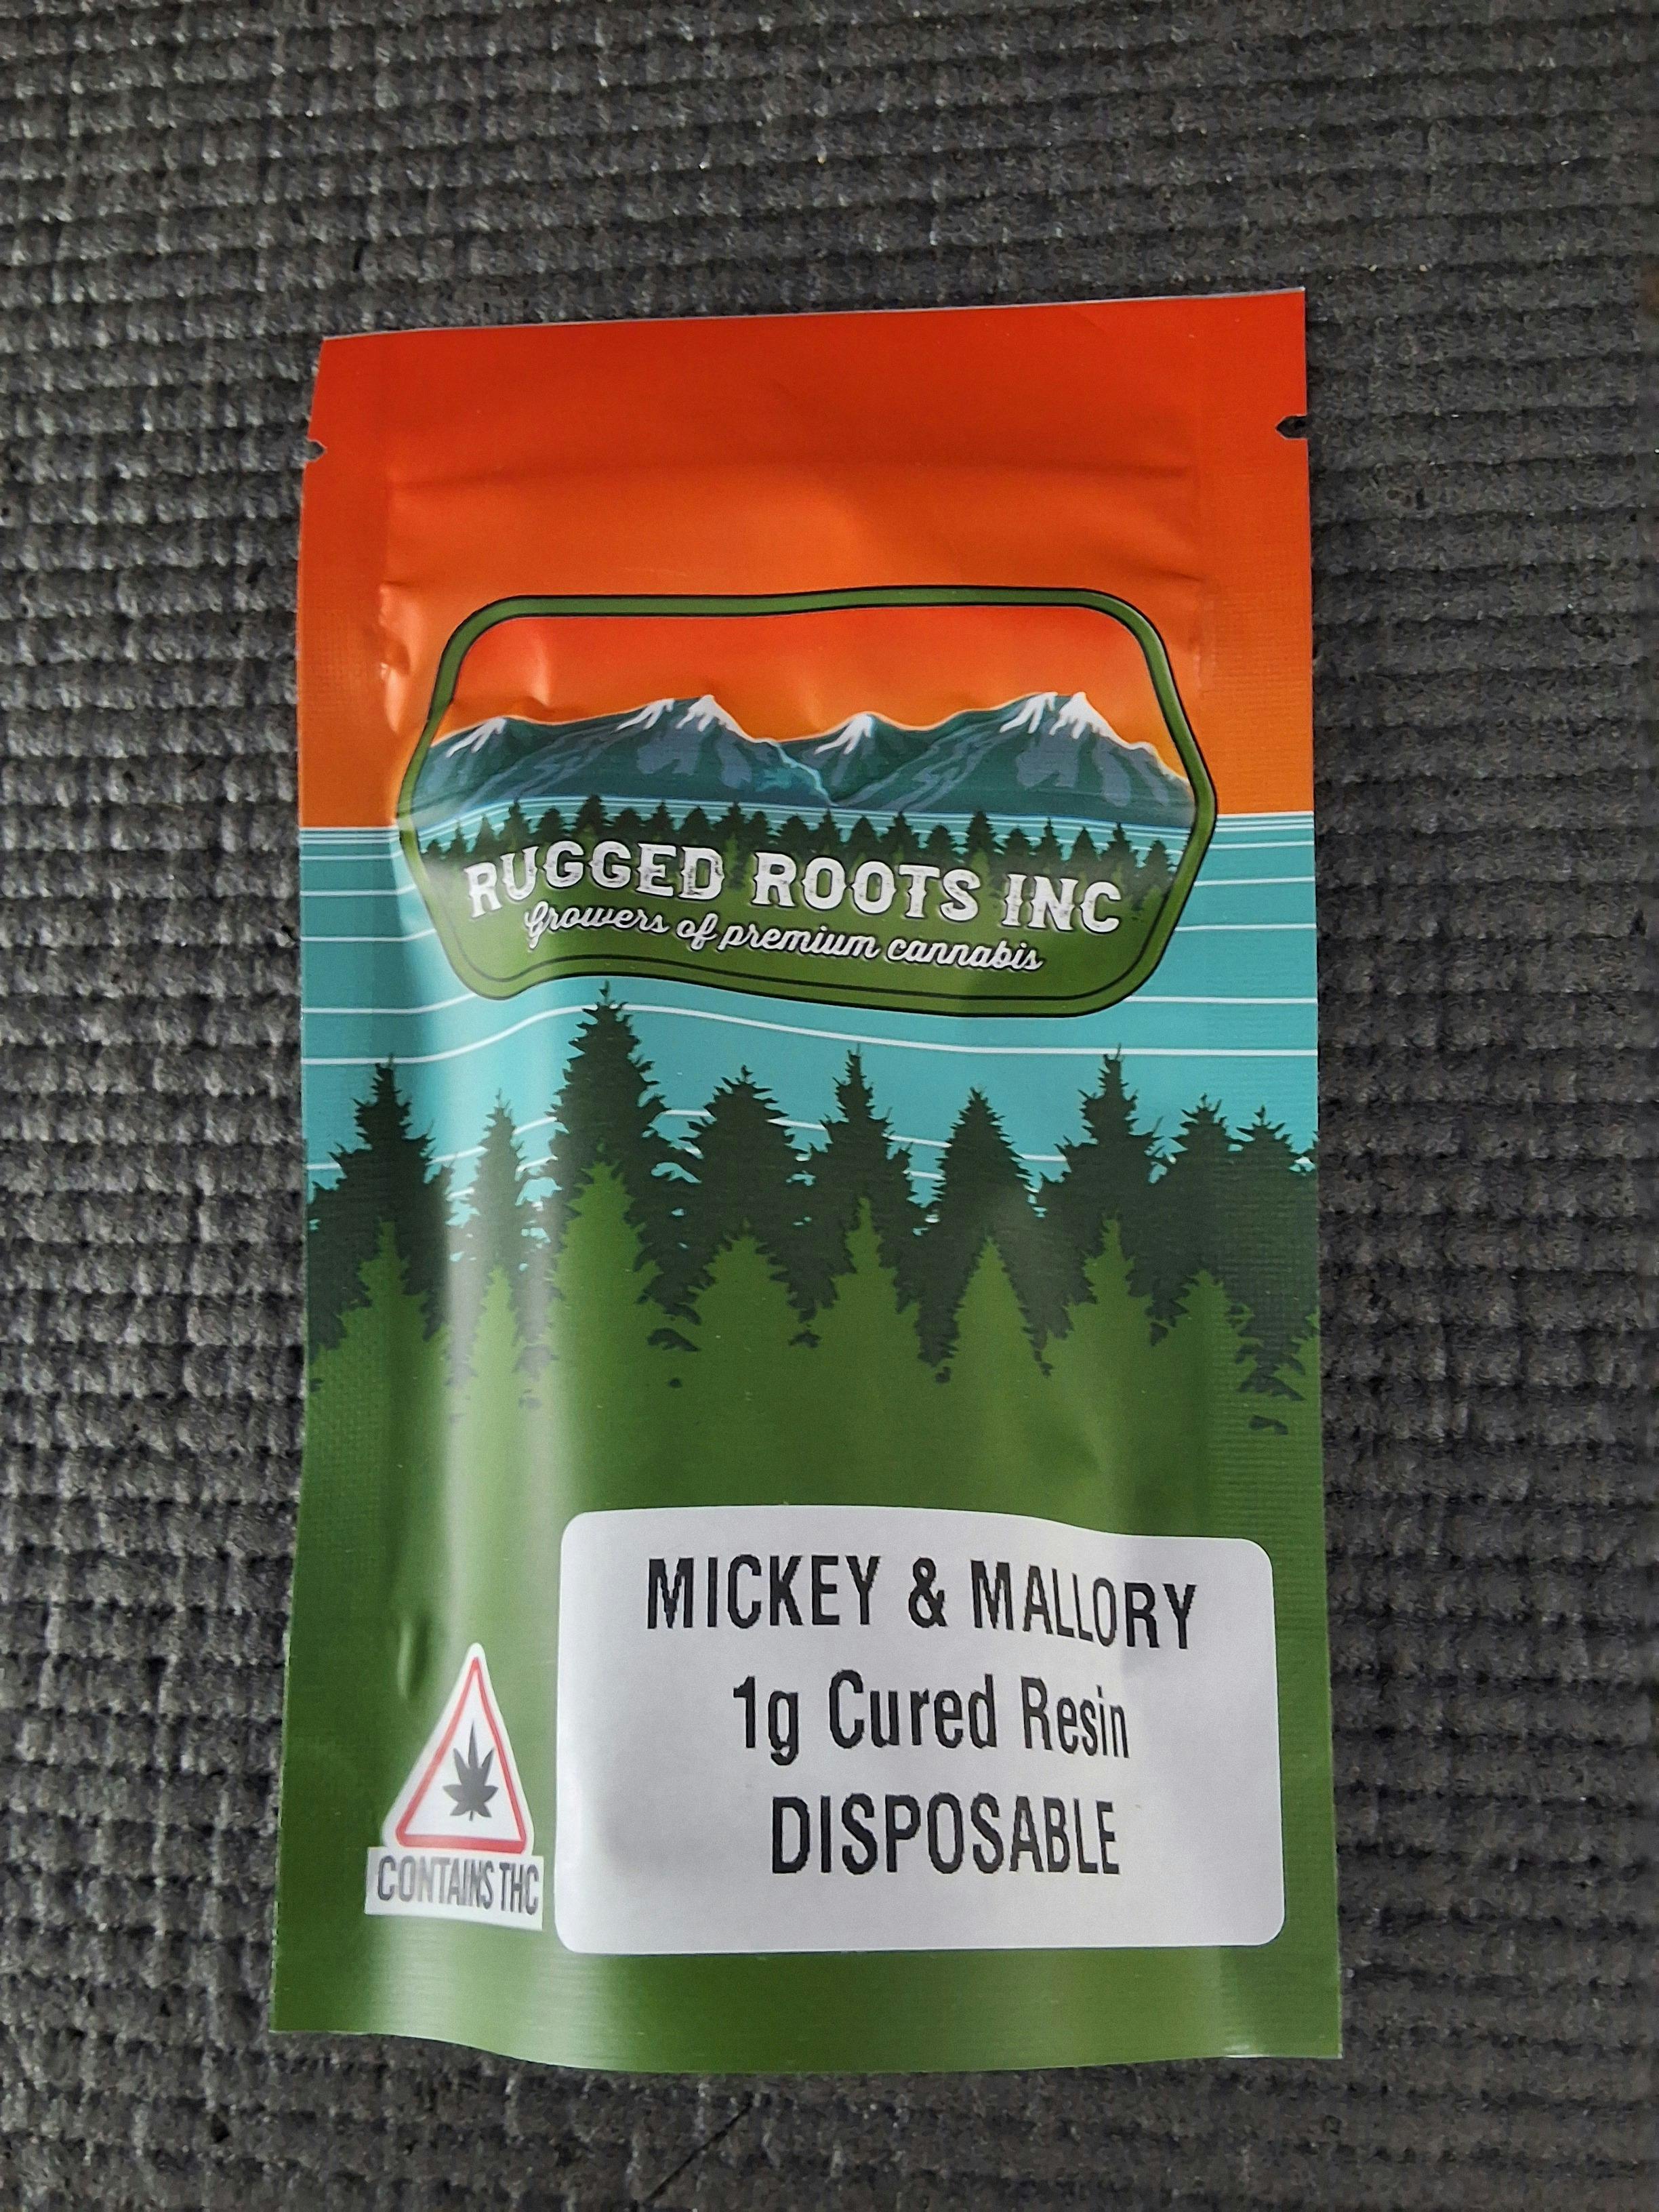 RUGGED ROOTS INC
Growers of premium cannabis
MICKEY & MALLORY
1g Cured Resin
DISPOSABLE
CONTAINS THC